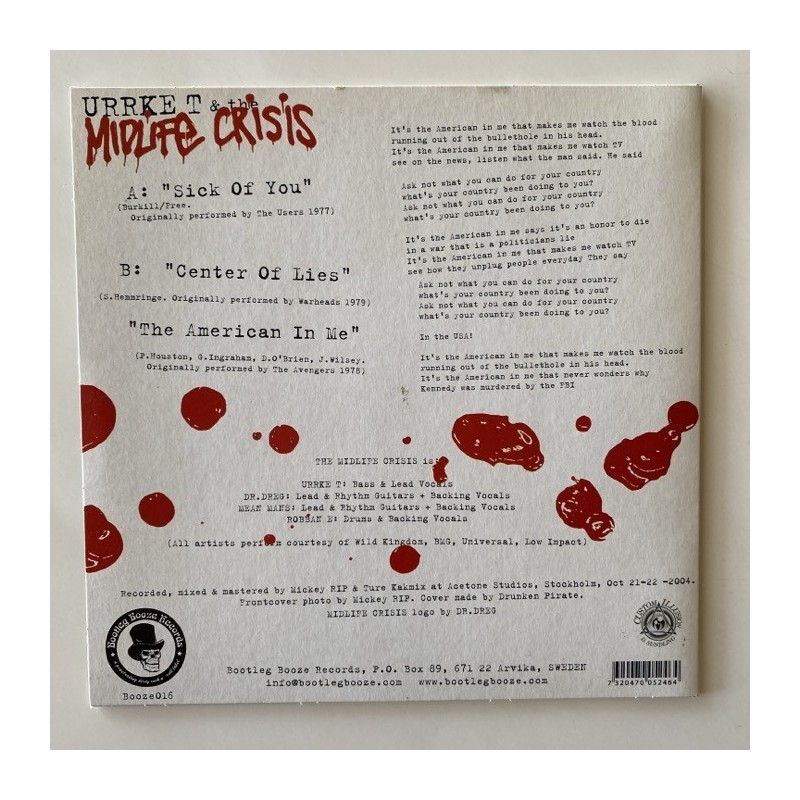 URRKE T & the
MIDLIFE CRISIS
A: "Sick Of You"
(Burkill/Free.
Originally performed by The Users 1977)
B: "Center Of Lies"
(S.Hemmringe. Originally performed by Warheads 1979)
"The American In Me"
(P.Houston, G.Ingraham, D.O'Brien, J.Wilsey.
Originally performed by The Avengers 1978)
It's the American in me that makes me watch the blood
running out of the bullethole in his head.
It's the American in me that makes me watch TV
see on the news, listen what the man said. He said
Ask not what you can do for your country
what's your country been doing to you?
Ask not what you can do for your country
what's your country been doing to you?
It's the American in me says it's an honor to die
in a war that is a politicians lie
It's the American in me that makes me watch TV
see how they unplug people everyday They say
Ask not what you can do for your country
what's your country been doing to you?
Ask not what you can do for your country
what's your country been doing to you?
In the USA!
It's the American in me that makes me watch the blood
running out of the bullethole in his head.
It's the American in me that never wonders why
Kennedy was murdered by the FBI
THE MIDLIFE CRISIS is:
URRKE T: Bass & Lead Vocals
DR.DREG: Lead & Rhythm Guitars + Backing Vocals
MEAN MANS: Lead & Rhythm Guitars + Backing Vocals
ROBBAN E: Drums & Backing Vocals
(All artists perform courtesy of Wild Kingdom, BMG, Universal, Low Impact)
Recorded, mixed & mastered by Mickey RIP & Ture Kakmix at Acetone Studios, Stockholm, Oct 21-22 -2004.
Frontcover photo by Mickey RIP. Cover made by Drunken Pirate.
MIDLIFE CRISIS logo by DR.DREG
Bootleg Booze Records
CUSTOM ILLUSION
D. SUNDLING
Bootleg Booze Records, P.O. Box 89, 671 22 Arvika, SWEDEN
info@bootlegbooze.com www.bootlegbooze.com
Booze016
7 320470 052464